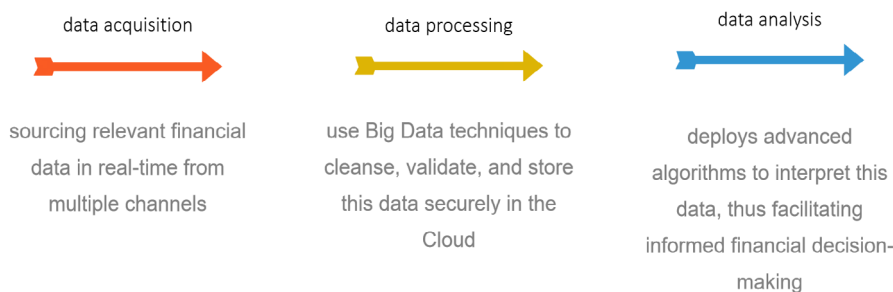 data acquisition
sourcing relevant financial
data in real-time from
multiple channels
data processing
use Big Data techniques to
cleanse, validate, and store
this data securely in the
Cloud
data analysis
deploys advanced
algorithms to interpret this
data, thus facilitating
informed financial decision-
making